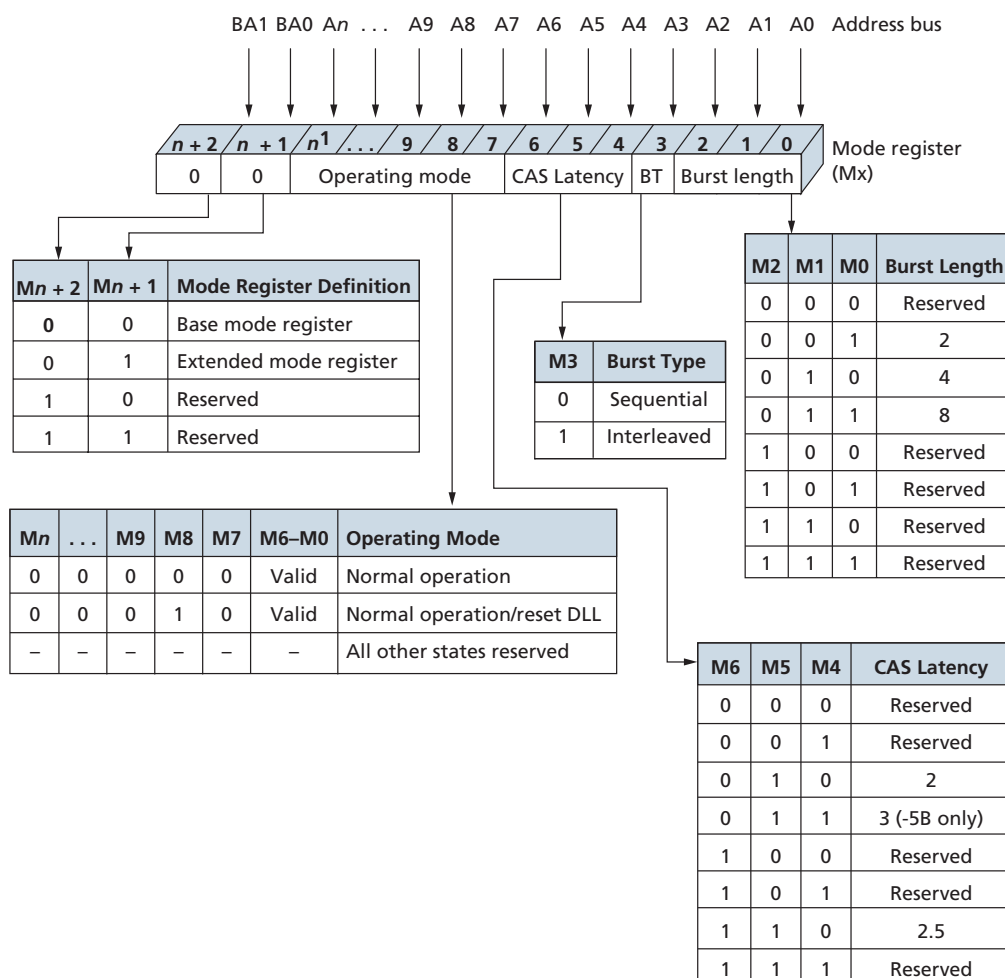 BA1 BA0 An ... A9 A8 A7 A6 A5 A4 A3 A2 A1 A0 Address bus
n + 2 n + 1 n1 ... 9 8 7 6 5 4 3 2 1 0
Mode register
(Mx)
0 0 Operating mode CAS Latency BT Burst length
Mn + 2 Mn + 1 Mode Register Definition
0 0 Base mode register
0 1 Extended mode register
1 0 Reserved
1 1 Reserved
M3 Burst Type
0 Sequential
1 Interleaved
M2 M1 M0 Burst Length
0 0 0 Reserved
0 0 1 2
0 1 0 4
0 1 1 8
1 0 0 Reserved
1 0 1 Reserved
1 1 0 Reserved
1 1 1 Reserved
Mn ... M9 M8 M7 M6–M0 Operating Mode
0 0 0 0 0 Valid Normal operation
0 0 0 1 0 Valid Normal operation/reset DLL
– – – – – – All other states reserved
M6 M5 M4 CAS Latency
0 0 0 Reserved
0 0 1 Reserved
0 1 0 2
0 1 1 3 (-5B only)
1 0 0 Reserved
1 0 1 Reserved
1 1 0 2.5
1 1 1 Reserved